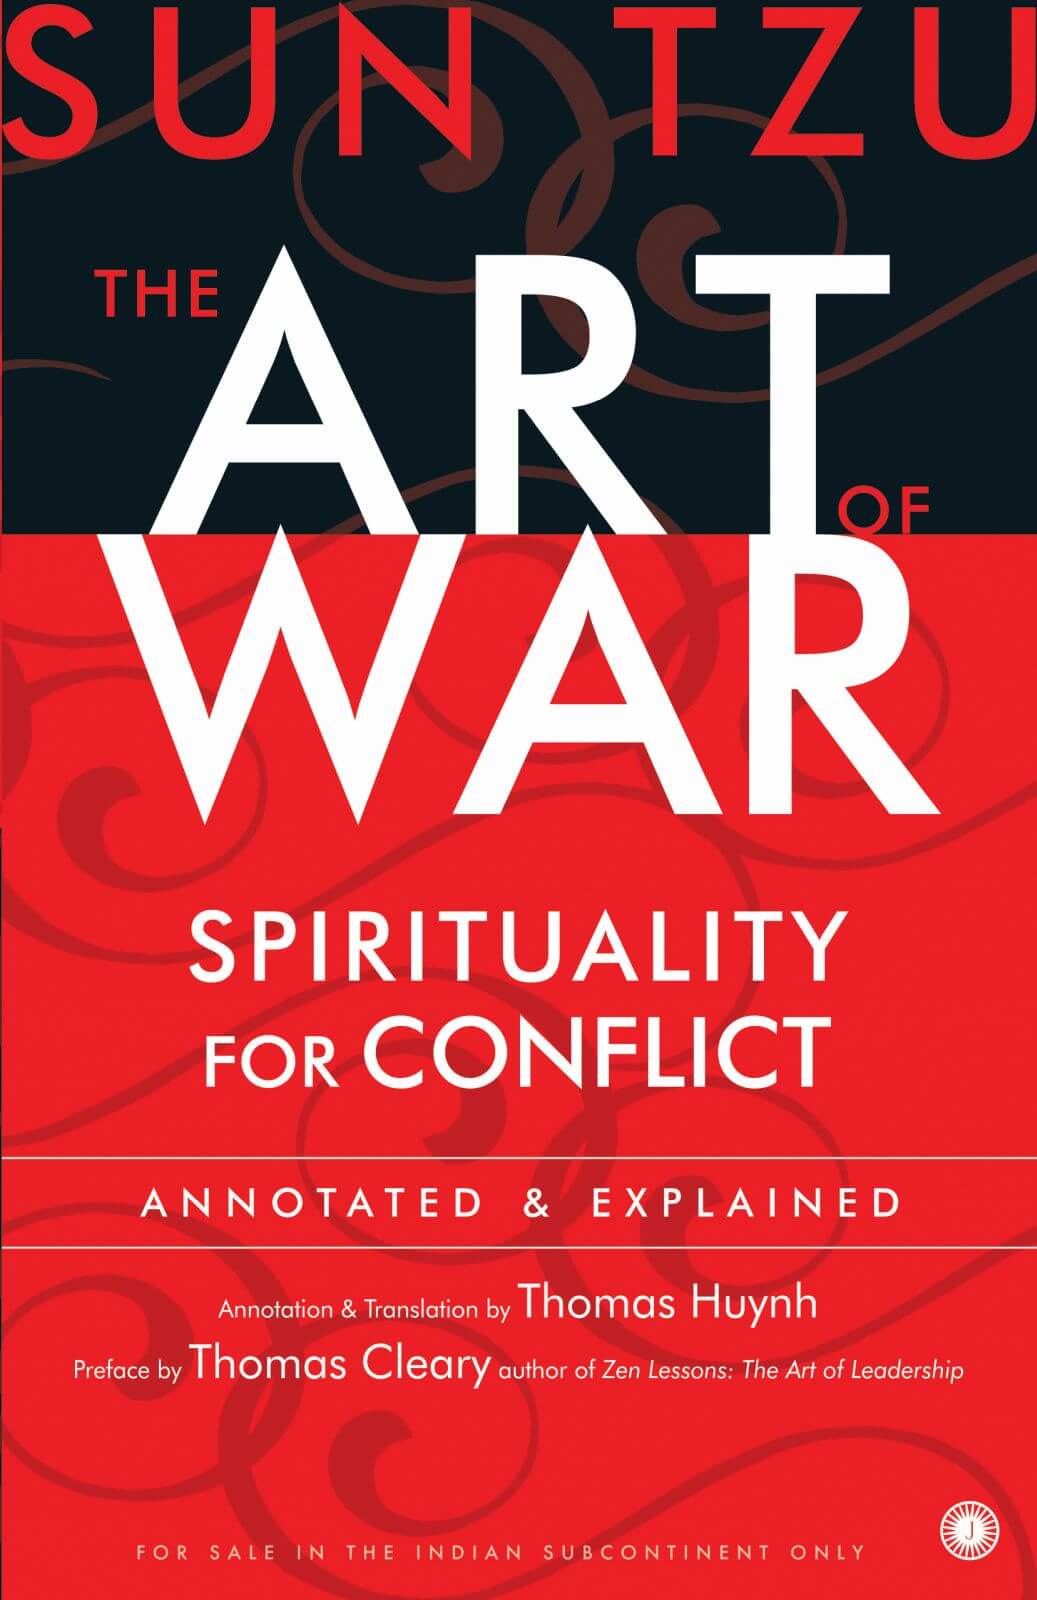 SUN TZU
THE ART OF
WAR
SPIRITUALITY
FOR CONFLICT
ANNOTATED & EXPLAINED
Annotation & Translation by Thomas Huynh
Preface by Thomas Cleary author of Zen Lessons: The Art of Leadership
J
FOR SALE IN THE INDIAN SUBCONTINENT ONLY